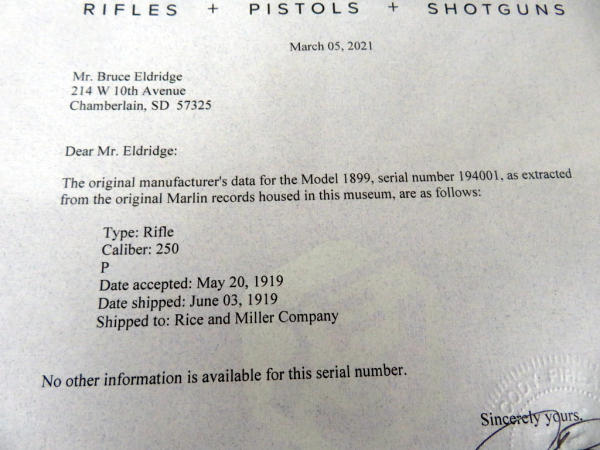 RIFLES + PISTOLS + SHOTGUNS
March 05, 2021
Mr. Bruce Eldridge
214 W 10th Avenue
Chamberlain, SD 57325
Dear Mr. Eldridge:
The original manufacturer's data for the Model 1899, serial number 194001, as extracted
from the original Marlin records housed in this museum, are as follows:
Type: Rifle
Caliber: 250
P
Date accepted: May 20, 1919
Date shipped: June 03, 1919
Shipped to: Rice and Miller Company
No other information is available for this serial number.
Sincerely yours,